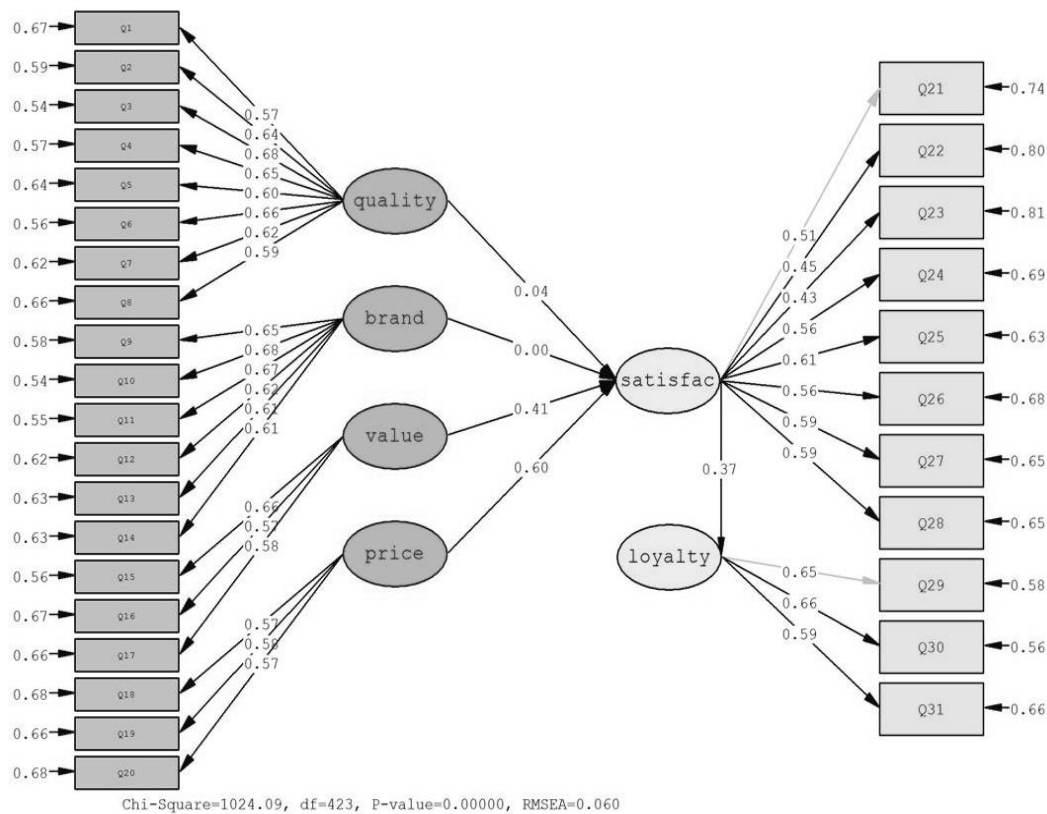 0.67 Q1
0.59 Q2
0.54 Q3
0.57 Q4
0.64 Q5
0.56 Q6
0.62 Q7
0.66 Q8
0.58 Q9
0.54 Q10
0.55 Q11
0.62 Q12
0.63 Q13
0.63 Q14
0.56 Q15
0.67 Q16
0.66 Q17
0.68 Q18
0.66 Q19
0.68 Q20
0.57
0.64
0.68
0.65
0.60
0.66
0.62
0.59
0.65
0.68
0.67
0.62
0.61
0.61
0.66
0.57
0.58
0.57
0.58
0.57
quality
brand
value
price
0.04
0.00
0.41
0.60
satisfac
0.37
loyalty
0.51
0.45
0.43
0.56
0.61
0.56
0.59
0.59
0.65
0.66
0.59
Q21 0.74
Q22 0.80
Q23 0.81
Q24 0.69
Q25 0.63
Q26 0.68
Q27 0.65
Q28 0.65
Q29 0.58
Q30 0.56
Q31 0.66
Chi-Square=1024.09, df=423, P-value=0.00000, RMSEA=0.060